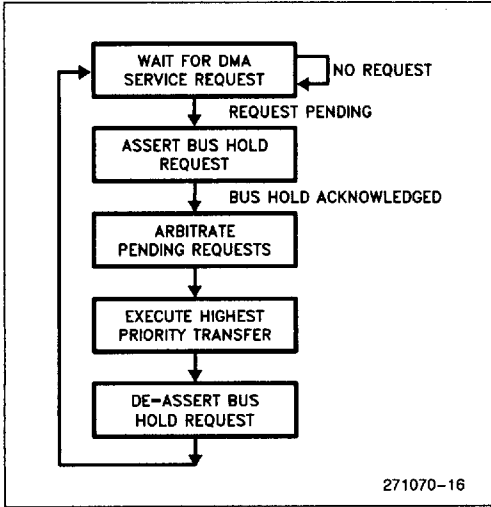 WAIT FOR DMA
SERVICE REQUEST
NO REQUEST
REQUEST PENDING
ASSERT BUS HOLD
REQUEST
BUS HOLD ACKNOWLEDGED
ARBITRATE
PENDING REQUESTS
EXECUTE HIGHEST
PRIORITY TRANSFER
DE-ASSERT BUS
HOLD REQUEST
271070-16